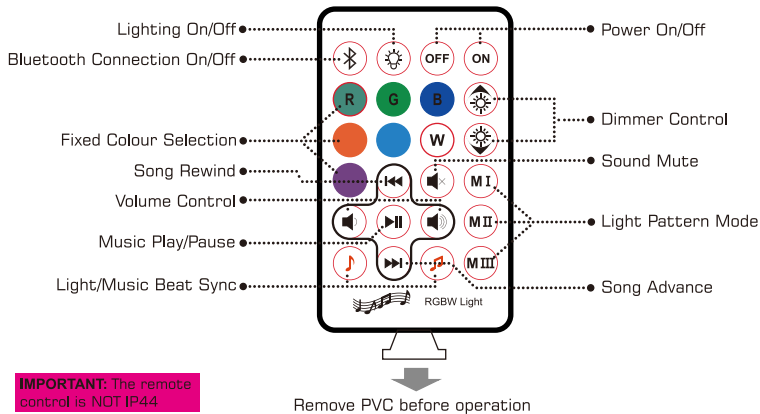 Lighting On/Off
Bluetooth Connection On/Off
Fixed Colour Selection
Song Rewind
Volume Control
Music Play/Pause
Light/Music Beat Sync
OFF
ON
R
G
B
W
M I
M II
M III
RGBW Light
Power On/Off
Dimmer Control
Sound Mute
Light Pattern Mode
Song Advance
IMPORTANT: The remote
control is NOT IP44
Remove PVC before operation